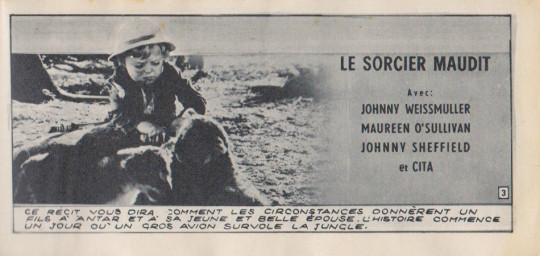 LE SORCIER MAUDIT
Avec:
JOHNNY WEISSMULLER
MAUREEN O'SULLIVAN
JOHNNY SHEFFIELD
et CITA
3
CE RECIT VOUS DIRA COMMENT LES CIRCONSTANCES DONNÈRENT UN
FILS A' ANTAR ET A' SA JEUNE ET BELLE ÉPOUSE. L'HISTOIRE COMMENCE
UN JOUR OU' UN GROS AVION SURVOLE LA JUNGLE.